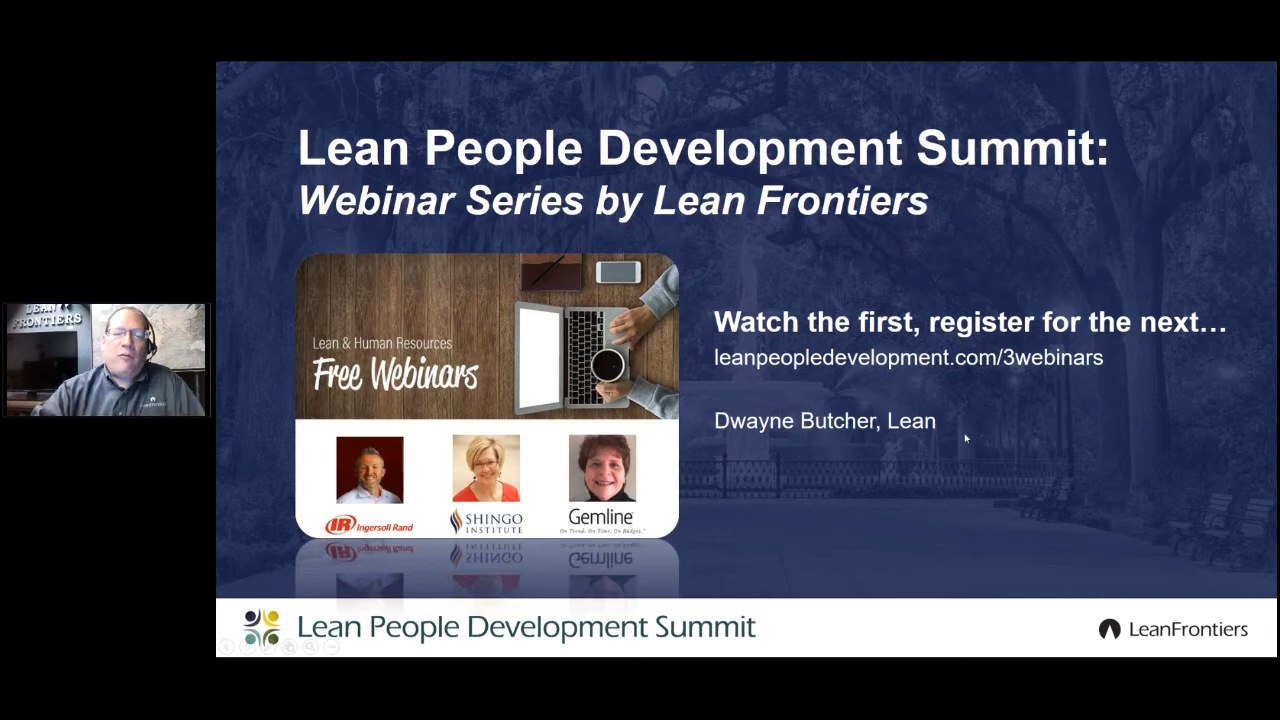 Lean People Development Summit:
Webinar Series by Lean Frontiers
LEAN
FRONTIERS
Lean & Human Resources
Free Webinars
Watch the first, register for the next…
leanpeopledevelopment.com/3webinars
Dwayne Butcher, Lean
IR Ingersoll Rand
SHINGO
INSTITUTE
Gemline
On Trend. On Time. On Budget.™
Lean People Development Summit
LeanFrontiers